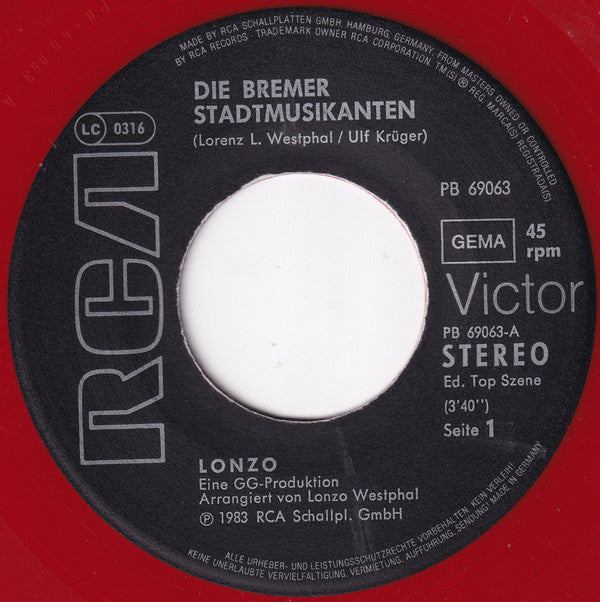 MADE BY RCA SCHALLPLATTEN GMBH, HAMBURG, GERMANY, FROM MASTERS OWNED OR CONTROLLED
BY RCA RECORDS · TRADEMARK OWNER RCA CORPORATION. TM(S) ® REG. MARCA(S) REGISTRADA(S)
DIE BREMER
STADTMUSIKANTEN
(Lorenz L. Westphal / Ulf Krüger)
LC 0316
PB 69063
GEMA
45
rpm
RCA
Victor
PB 69063-A
STEREO
Ed. Top Szene
(3'40'')
Seite 1
LONZO
Eine GG-Produktion
Arrangiert von Lonzo Westphal
℗ 1983 RCA Schallpl. GmbH
ALLE URHEBER- UND LEISTUNGSSCHUTZRECHTE VORBEHALTEN. KEIN VERLEIH!
KEINE UNERLAUBTE VERVIELFÄLTIGUNG, VERMIETUNG, AUFFÜHRUNG, SENDUNG!